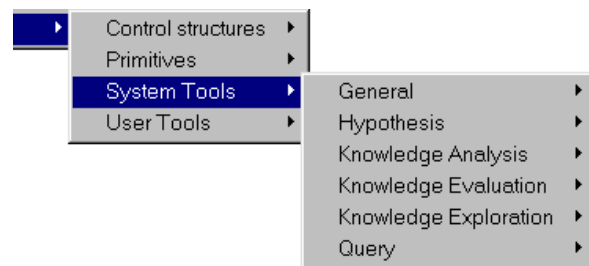 Control structures
Primitives
System Tools
User Tools
General
Hypothesis
Knowledge Analysis
Knowledge Evaluation
Knowledge Exploration
Query